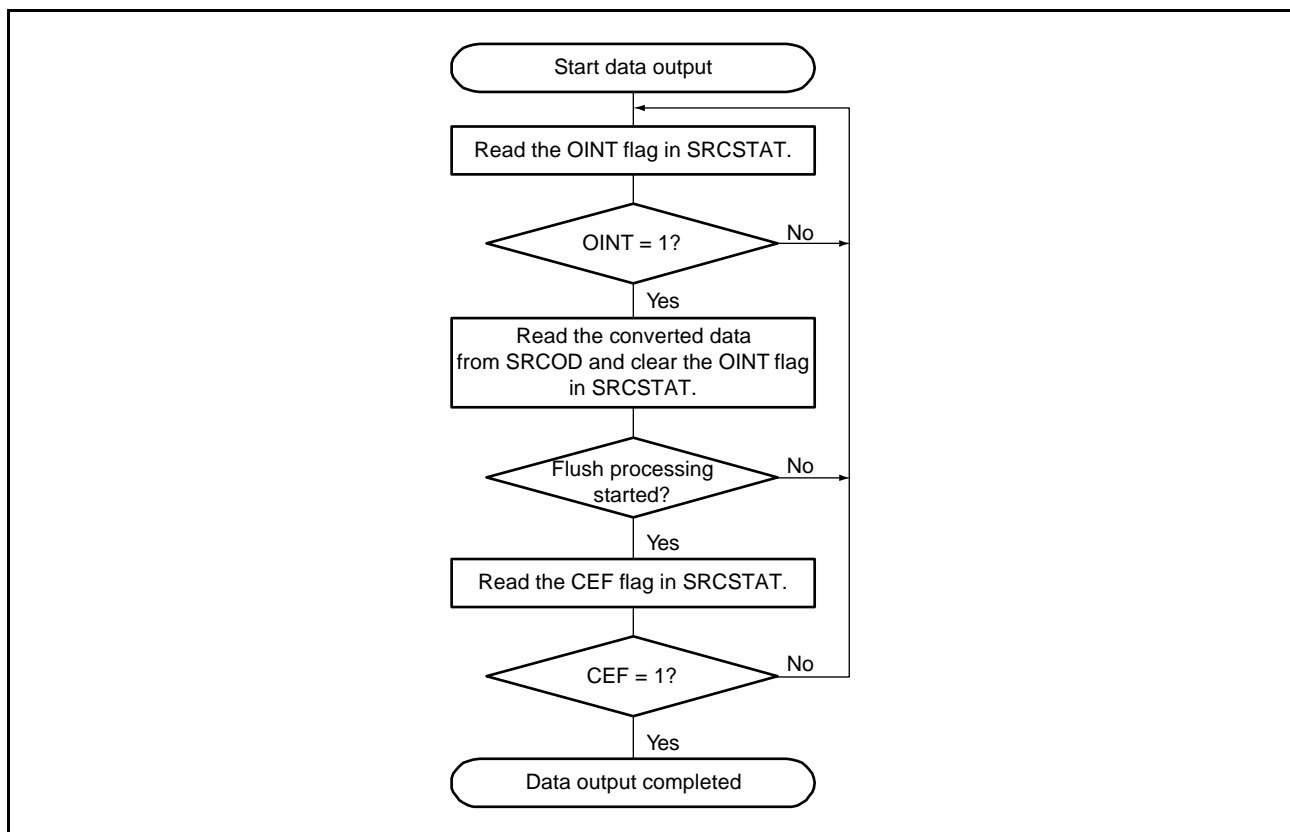 Start data output
Read the OINT flag in SRCSTAT.
OINT = 1?
No
Yes
Read the converted data
from SRCOD and clear the OINT flag
in SRCSTAT.
Flush processing
started?
No
Yes
Read the CEF flag in SRCSTAT.
CEF = 1?
No
Yes
Data output completed